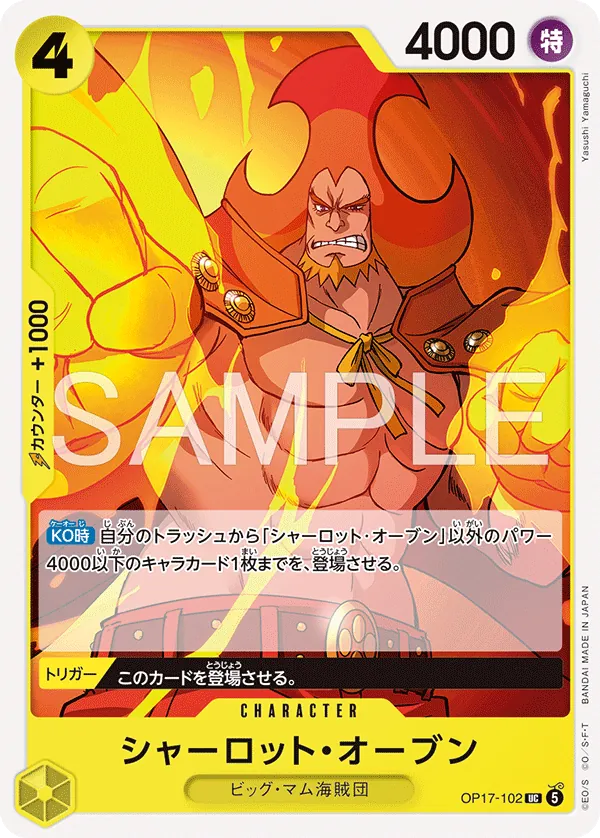 4
4000 特
Yasushi Yamaguchi
カウンター +1000
SAMPLE
KO時 自分のトラッシュから「シャーロット・オーブン」以外のパワー
4000以下のキャラカード1枚までを、登場させる。
トリガー このカードを登場させる。
CHARACTER
シャーロット・オーブン
ビッグ・マム海賊団
OP17-102 UC 5
©E.O/S ©O/S・F・T BANDAI MADE IN JAPAN